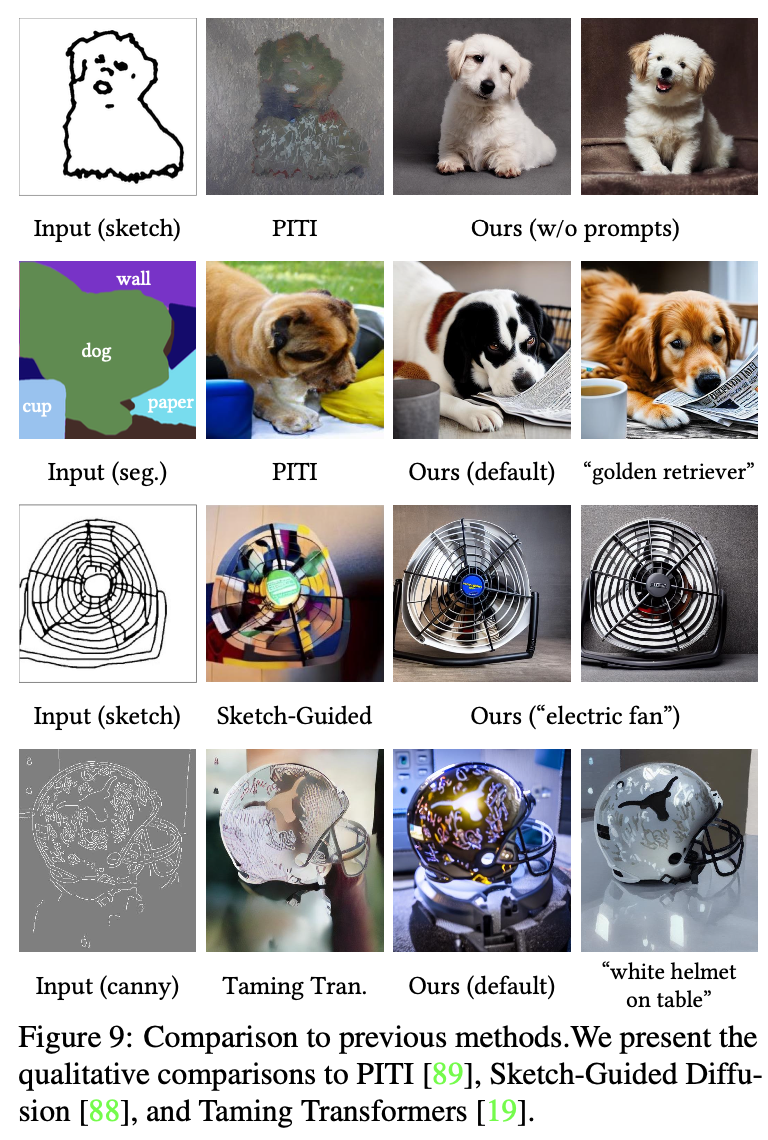 Input (sketch) PITI Ours (w/o prompts)
wall
dog
cup
paper
Input (seg.) PITI Ours (default) “golden retriever”
Input (sketch) Sketch-Guided Ours (“electric fan”)
Input (canny) Taming Tran. Ours (default) “white helmet
on table”
Figure 9: Comparison to previous methods.We present the
qualitative comparisons to PITI [89], Sketch-Guided Diffu-
sion [88], and Taming Transformers [19].